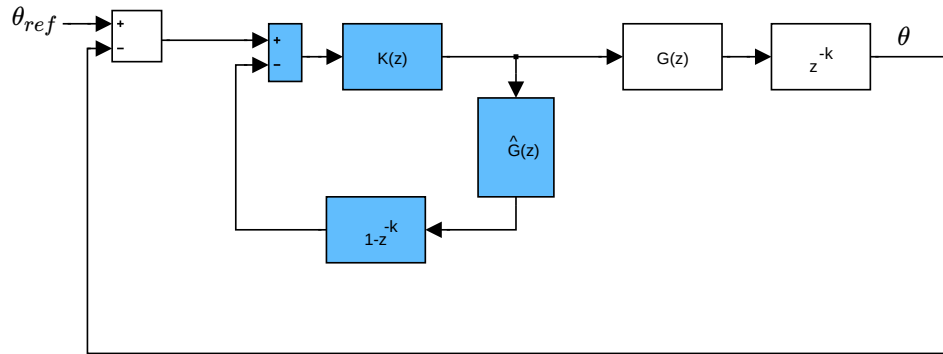 θ_ref
+
−
+
−
K(z)
G(z)
z^-k
θ
Ĝ(z)
1-z^-k